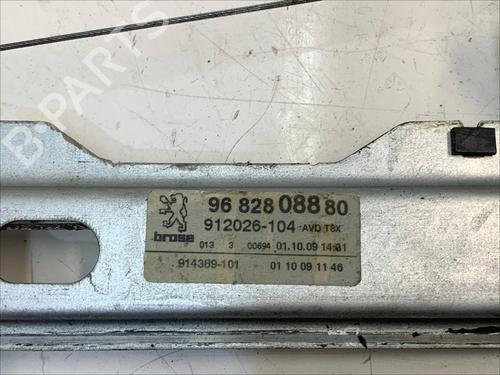 B-PARTS
96 828 088 80
912026-104 AVD T8X
brose
013 3 00694 01.10.09 14:31
914389-101 01 10 09 11 46